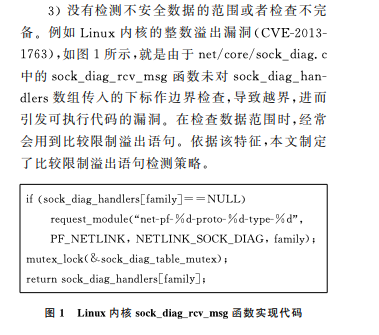 3) 没有检测不安全数据的范围或者检查不完
备。例如 Linux 内核的整数溢出漏洞(CVE-2013-
1763),如图 1 所示,就是由于 net/core/sock_diag.c
中的 sock_diag_rcv_msg 函数未对 sock_diag_han-
dlers 数组传入的下标作边界检查,导致越界,进而
引发可执行代码的漏洞。在检查数据范围时,经常
会用到比较限制溢出语句。依据该特征,本文制定
了比较限制溢出语句检测策略。
if (sock_diag_handlers[family]==NULL)
request_module(“net-pf-%d-proto-%d-type-%d”,
PF_NETLINK, NETLINK_SOCK_DIAG, family);
mutex_lock(&sock_diag_table_mutex);
return sock_diag_handlers[family];
图 1 Linux 内核 sock_diag_rcv_msg 函数实现代码